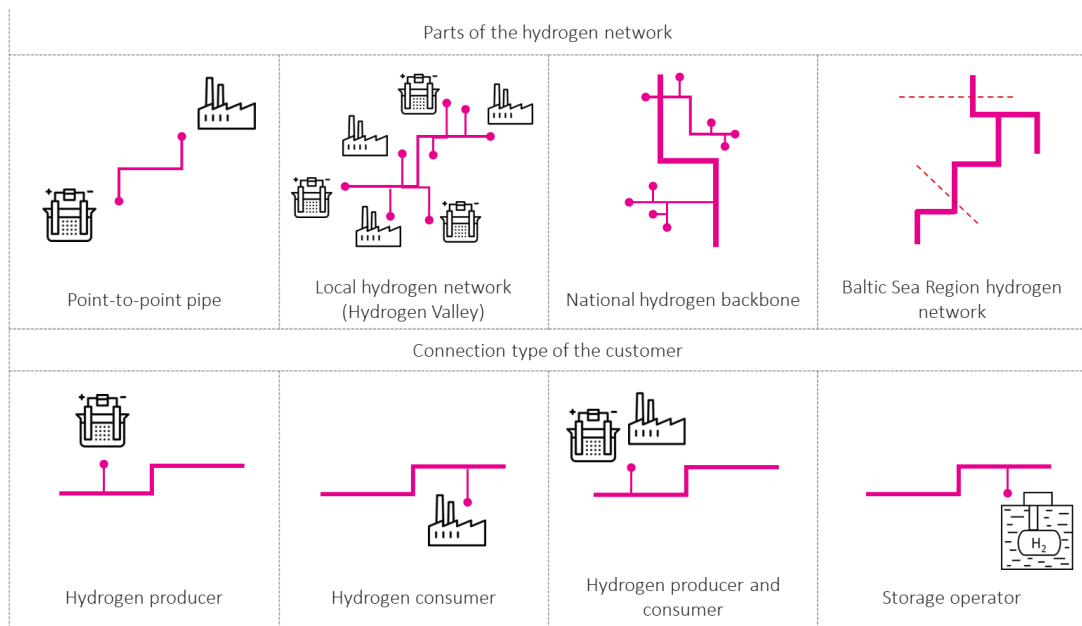 Parts of the hydrogen network
+ −
+ −
+ −
+ −
Point-to-point pipe
Local hydrogen network
(Hydrogen Valley)
National hydrogen backbone
Baltic Sea Region hydrogen
network
Connection type of the customer
+ −
+ −
H2
Hydrogen producer
Hydrogen consumer
Hydrogen producer and
consumer
Storage operator